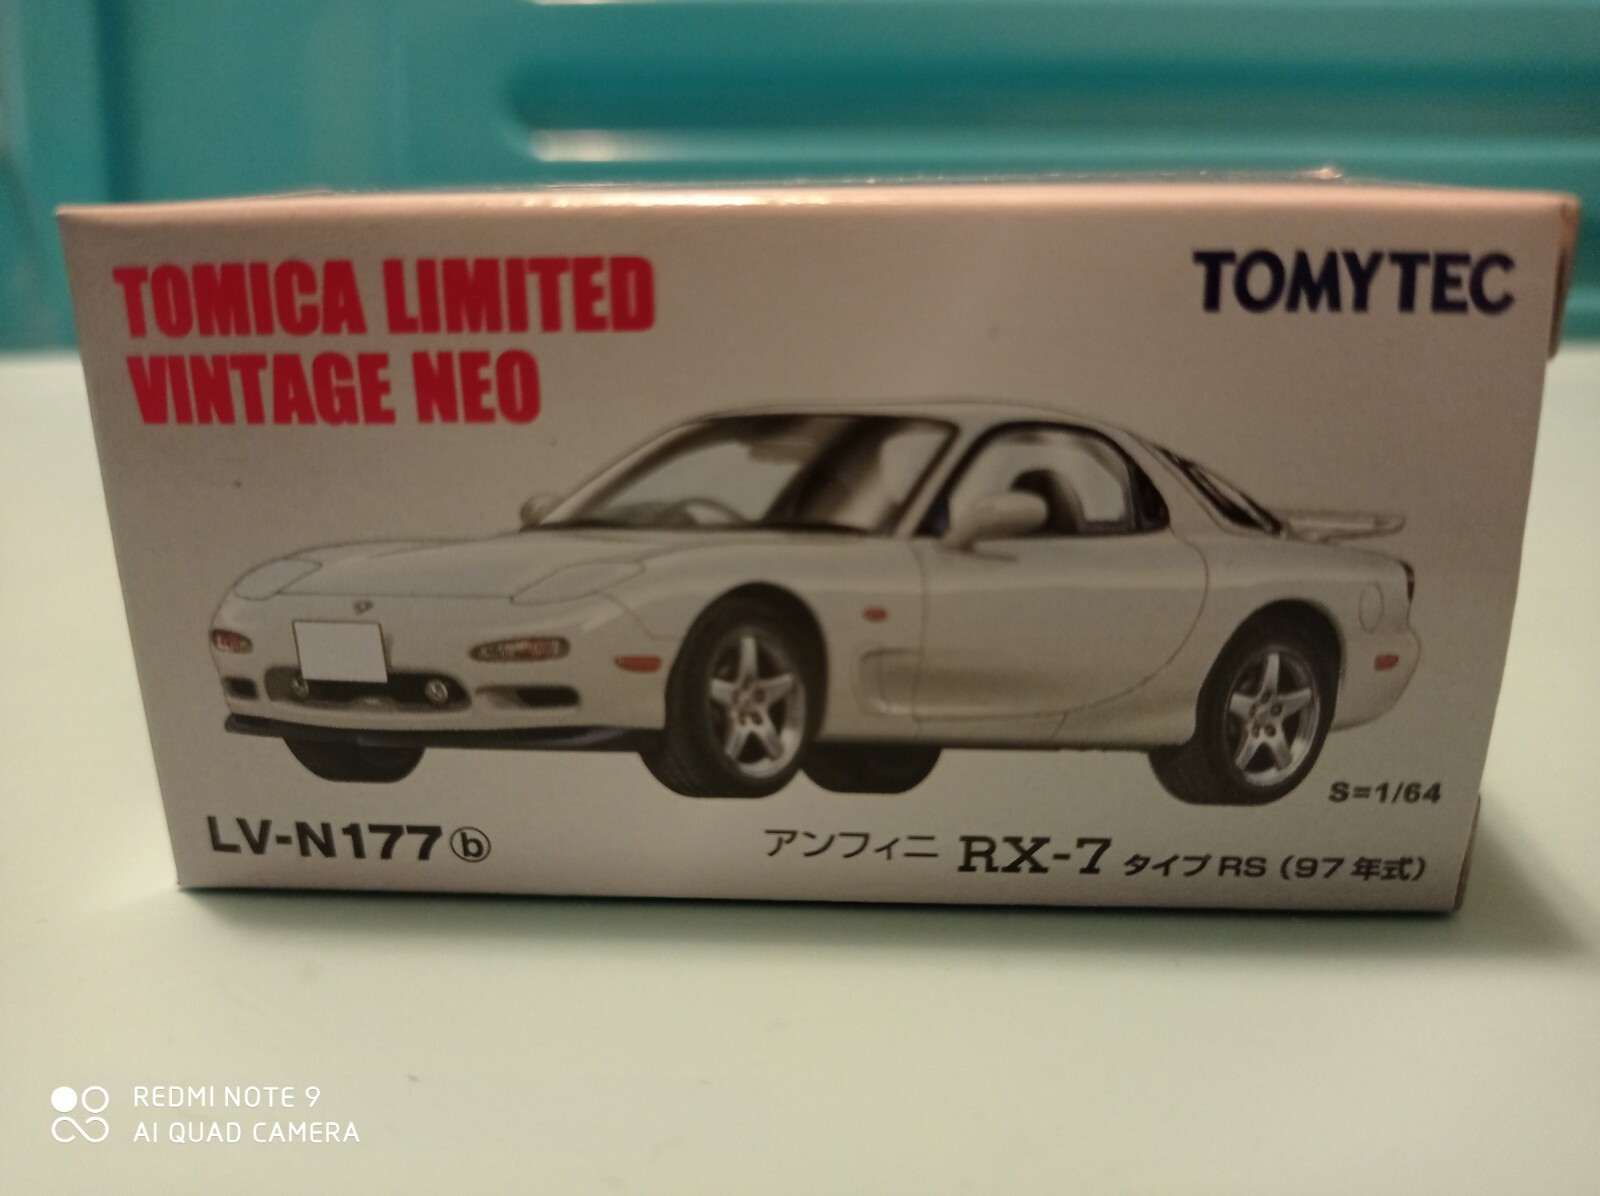 TOMICA LIMITED
VINTAGE NEO
TOMYTEC
S=1/64
LV-N177ⓑ
アンフィニ RX-7 タイプRS (97年式)
REDMI NOTE 9
AI QUAD CAMERA